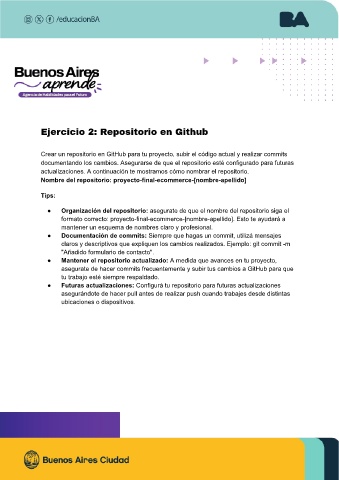 /educacionBA
BA
Buenos Aires
aprende
Agencia de Habilidades para el Futuro
Ejercicio 2: Repositorio en Github
Crear un repositorio en GitHub para tu proyecto, subir el código actual y realizar commits
documentando los cambios. Asegurarse de que el repositorio esté configurado para futuras
actualizaciones. A continuación te mostramos cómo nombrar el repositorio.
Nombre del repositorio: proyecto-final-ecommerce-[nombre-apellido]
Tips:
● Organización del repositorio: asegurate de que el nombre del repositorio siga el
formato correcto: proyecto-final-ecommerce-[nombre-apellido]. Esto te ayudará a
mantener un esquema de nombres claro y profesional.
● Documentación de commits: Siempre que hagas un commit, utilizá mensajes
claros y descriptivos que expliquen los cambios realizados. Ejemplo: git commit -m
"Añadido formulario de contacto"
● Mantener el repositorio actualizado: A medida que avances en tu proyecto,
asegurate de hacer commits frecuentemente y subir tus cambios a GitHub para que
tu trabajo esté siempre respaldado.
● Futuras actualizaciones: Configurá tu repositorio para futuras actualizaciones
asegurándote de hacer pull antes de realizar push cuando trabajes desde distintas
ubicaciones o dispositivos.
Buenos Aires Ciudad